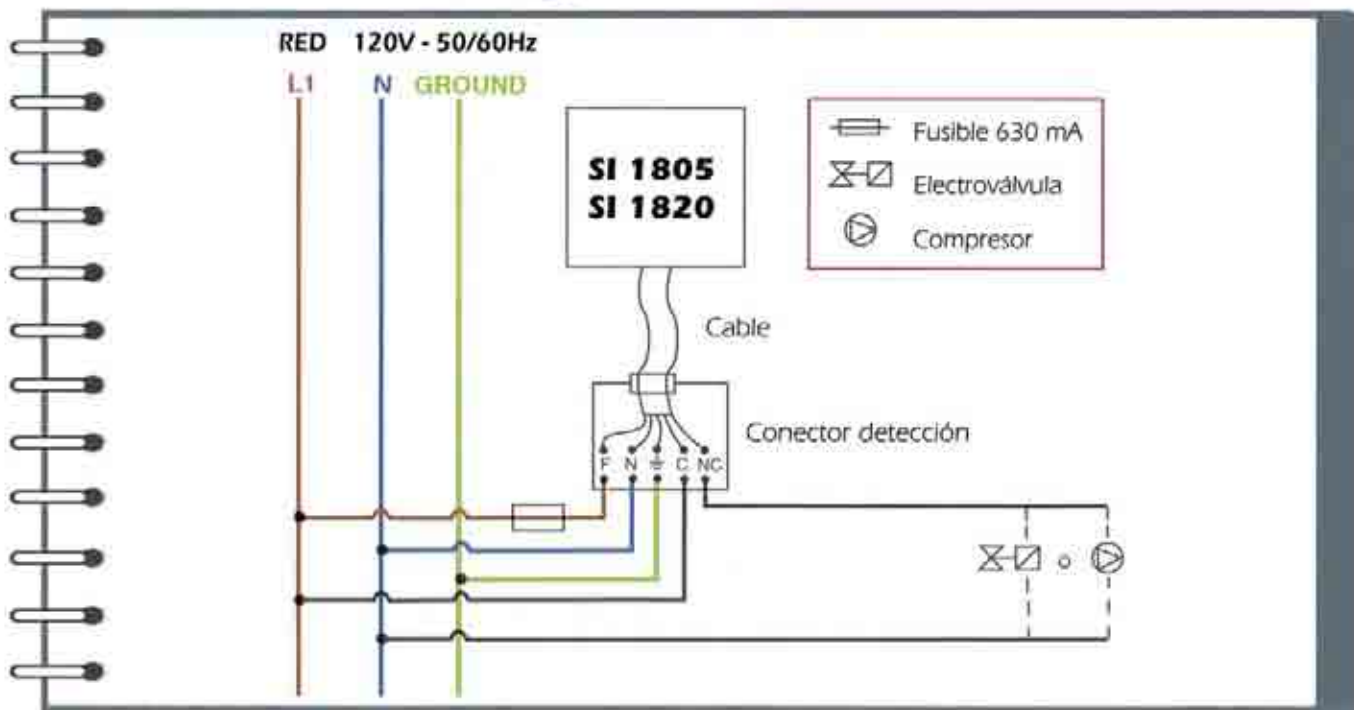 RED 120V - 50/60Hz
L1 N GROUND
SI 1805
SI 1820
Fusible 630 mA
Electroválvula
Compresor
Cable
Conector detección
F N C NC
o